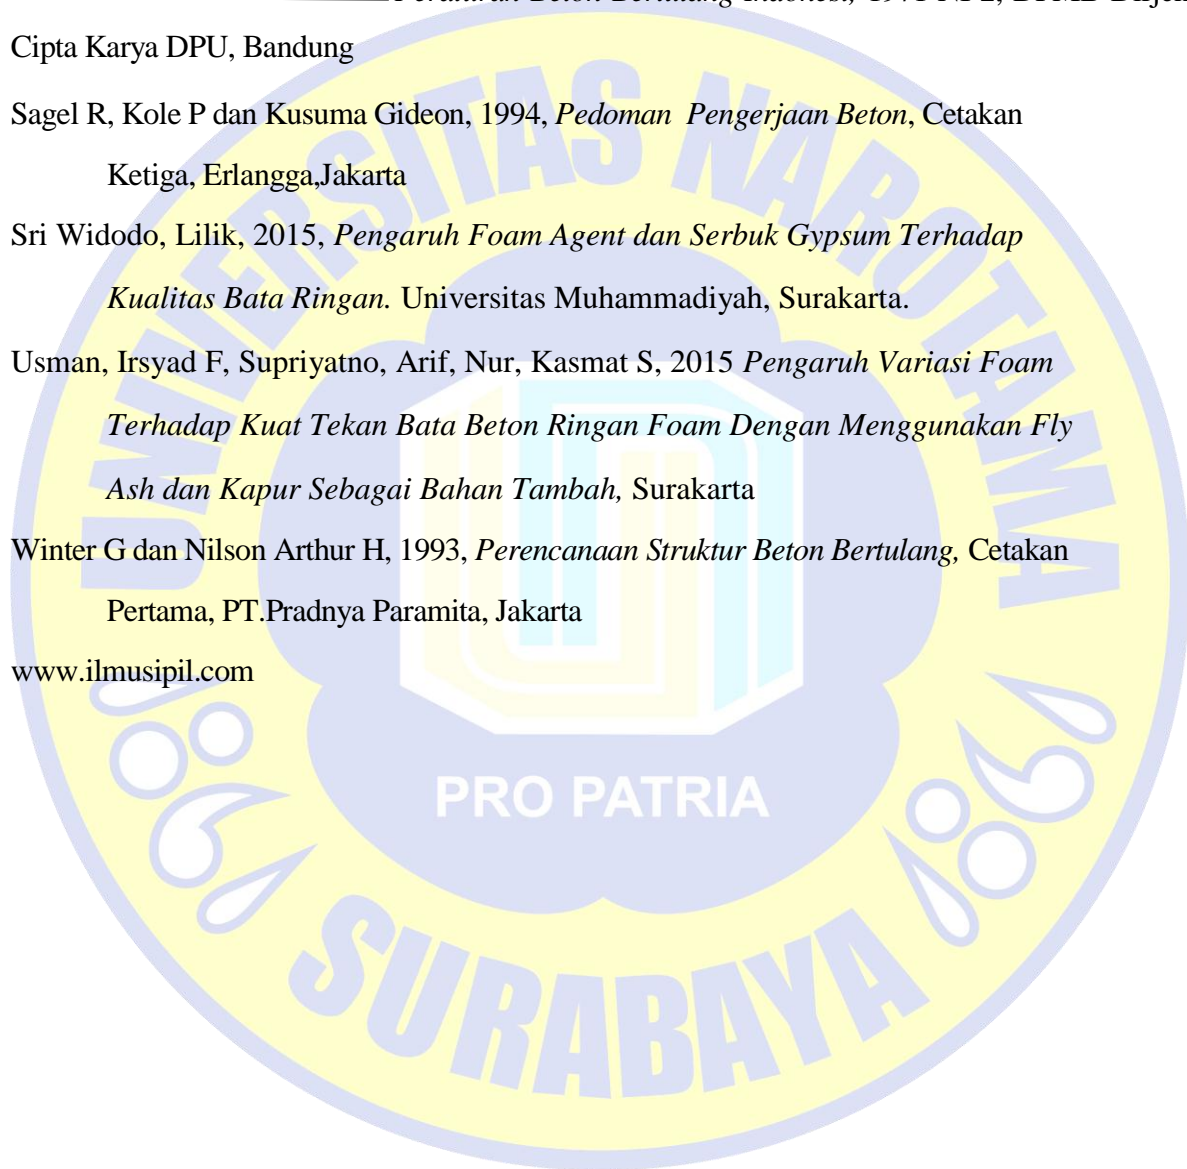 Cipta Karya DPU, Bandung
Sagel R, Kole P dan Kusuma Gideon, 1994, Pedoman Pengerjaan Beton, Cetakan
Ketiga, Erlangga,Jakarta
Sri Widodo, Lilik, 2015, Pengaruh Foam Agent dan Serbuk Gypsum Terhadap
Kualitas Bata Ringan. Universitas Muhammadiyah, Surakarta.
Usman, Irsyad F, Supriyatno, Arif, Nur, Kasmat S, 2015 Pengaruh Variasi Foam
Terhadap Kuat Tekan Bata Beton Ringan Foam Dengan Menggunakan Fly
Ash dan Kapur Sebagai Bahan Tambah, Surakarta
Winter G dan Nilson Arthur H, 1993, Perencanaan Struktur Beton Bertulang, Cetakan
Pertama, PT.Pradnya Paramita, Jakarta
www.ilmusipil.com
UNIVERSITAS NAROTAMA
PRO PATRIA
SURABAYA